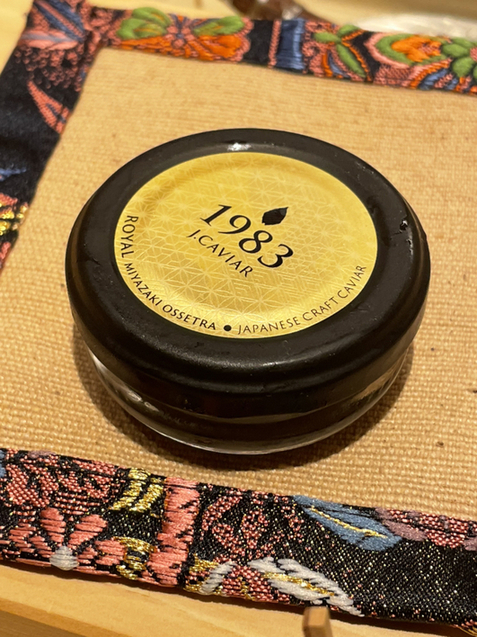 1983
J.CAVIAR
ROYAL MIYAZAKI OSSETRA ● JAPANESE CRAFT CAVIAR